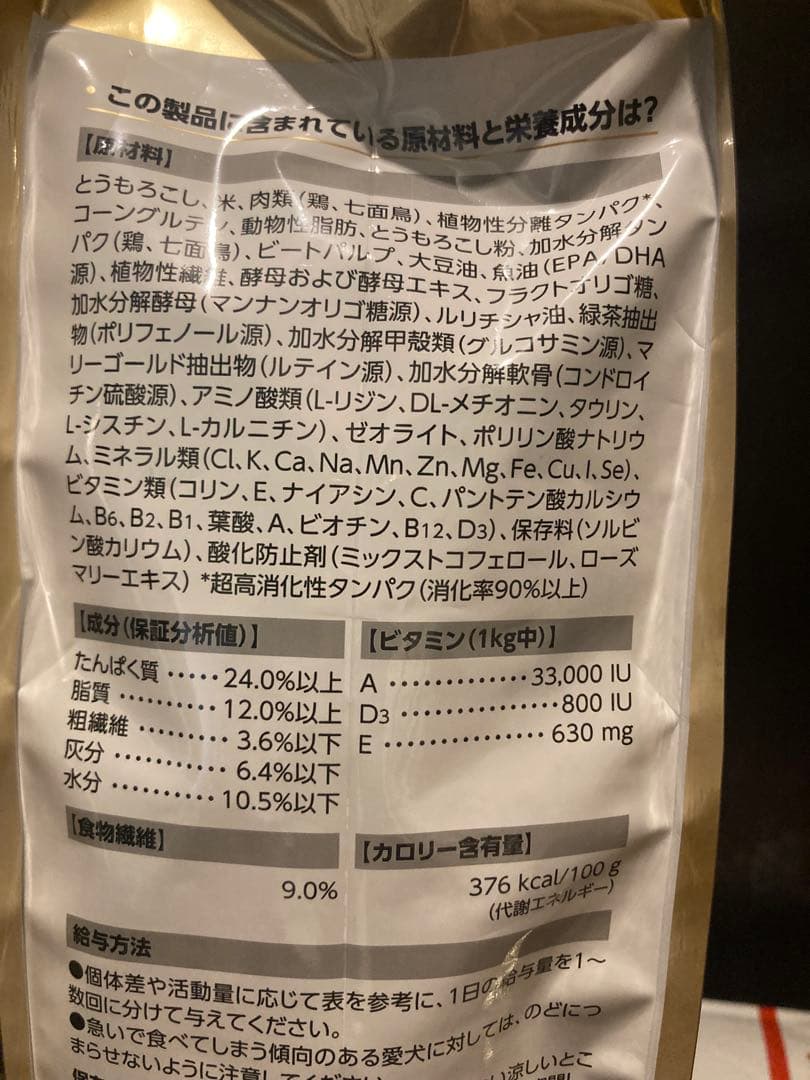 この製品に含まれている原材料と栄養成分は?
【原材料】
とうもろこし、米、肉類(鶏、七面鳥)、植物性分離タンパク*、
コーングルテン、動物性脂肪、とうもろこし粉、加水分解タン
パク(鶏、七面鳥)、ビートパルプ、大豆油、魚油(EPA/DHA
源)、植物性繊維、酵母および酵母エキス、フラクトオリゴ糖、
加水分解酵母(マンナンオリゴ糖源)、ルリチシャ油、緑茶抽出
物(ポリフェノール源)、加水分解甲殻類(グルコサミン源)、マ
リーゴールド抽出物(ルテイン源)、加水分解軟骨(コンドロイ
チン硫酸源)、アミノ酸類(L-リジン、DL-メチオニン、タウリン、
L-シスチン、L-カルニチン)、ゼオライト、ポリリン酸ナトリウ
ム、ミネラル類(Cl、K、Ca、Na、Mn、Zn、Mg、Fe、Cu、I、Se)、
ビタミン類(コリン、E、ナイアシン、C、パントテン酸カルシウ
ム、B6、B2、B1、葉酸、A、ビオチン、B12、D3)、保存料(ソルビ
ン酸カリウム)、酸化防止剤(ミックストコフェロール、ローズ
マリーエキス) *超高消化性タンパク(消化率90%以上)
【成分(保証分析値)】
たんぱく質 ・・・・・ 24.0%以上
脂質 ・・・・・・・・・・ 12.0%以上
粗繊維 ・・・・・・・・・ 3.6%以下
灰分 ・・・・・・・・・・・ 6.4%以下
水分 ・・・・・・・・・・ 10.5%以下
【ビタミン(1kg中)】
A ・・・・・・・・・・・・・ 33,000 IU
D3 ・・・・・・・・・・・・・・・ 800 IU
E ・・・・・・・・・・・・・・・ 630 mg
【食物繊維】
9.0%
【カロリー含有量】
376 kcal/100 g
(代謝エネルギー)
給与方法
●個体差や活動量に応じて表を参考に、1日の給与量を1〜
数回に分けて与えてください。
●急いで食べてしまう傾向のある愛犬に対しては、のどにつ
まらせないように注意してください
い涼しいとこ